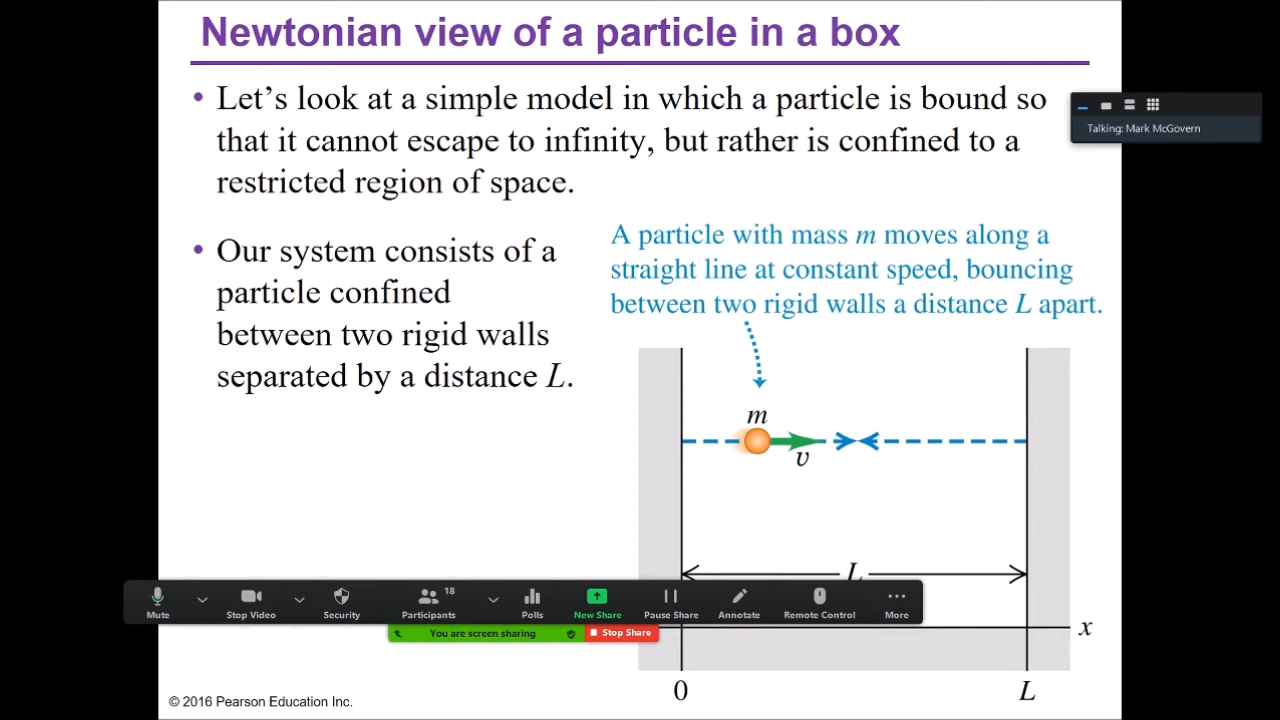 Newtonian view of a particle in a box
• Let’s look at a simple model in which a particle is bound so
that it cannot escape to infinity, but rather is confined to a
restricted region of space.
Talking: Mark McGovern
• Our system consists of a
particle confined
between two rigid walls
separated by a distance L.
A particle with mass m moves along a
straight line at constant speed, bouncing
between two rigid walls a distance L apart.
m
v
L
Mute
Stop Video
Security
Participants 18
Polls
New Share
Pause Share
Annotate
Remote Control
More
You are screen sharing
Stop Share
x
0
L
© 2016 Pearson Education Inc.